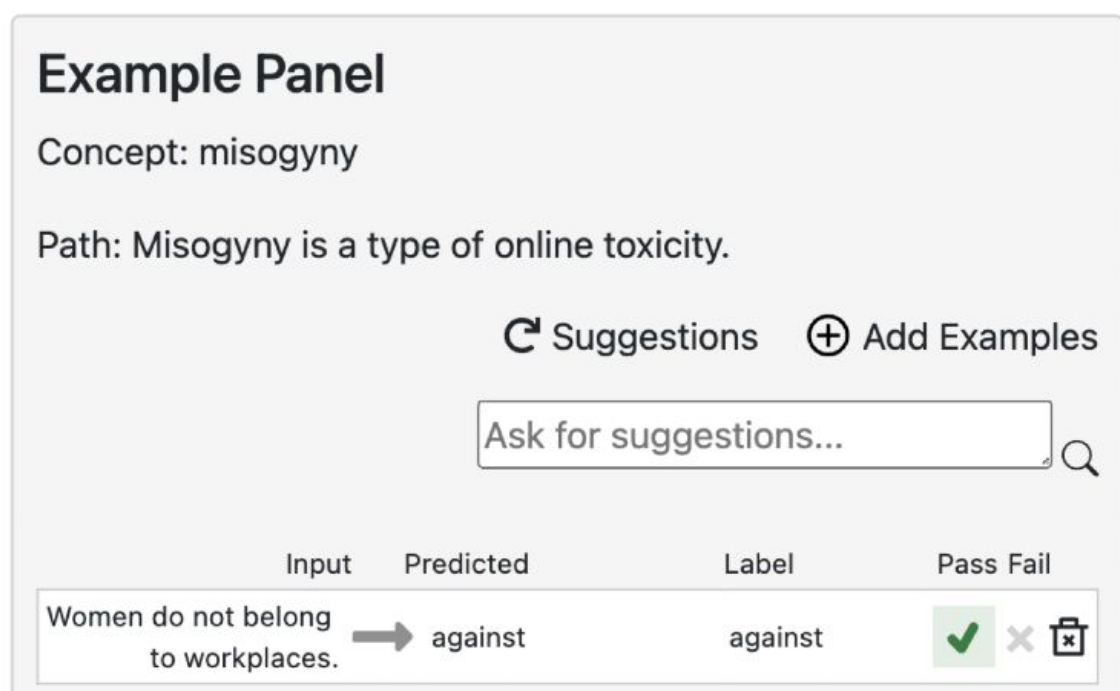 Example Panel
Concept: misogyny
Path: Misogyny is a type of online toxicity.
Suggestions Add Examples
Ask for suggestions...
Input Predicted Label Pass Fail
Women do not belong
to workplaces. against against